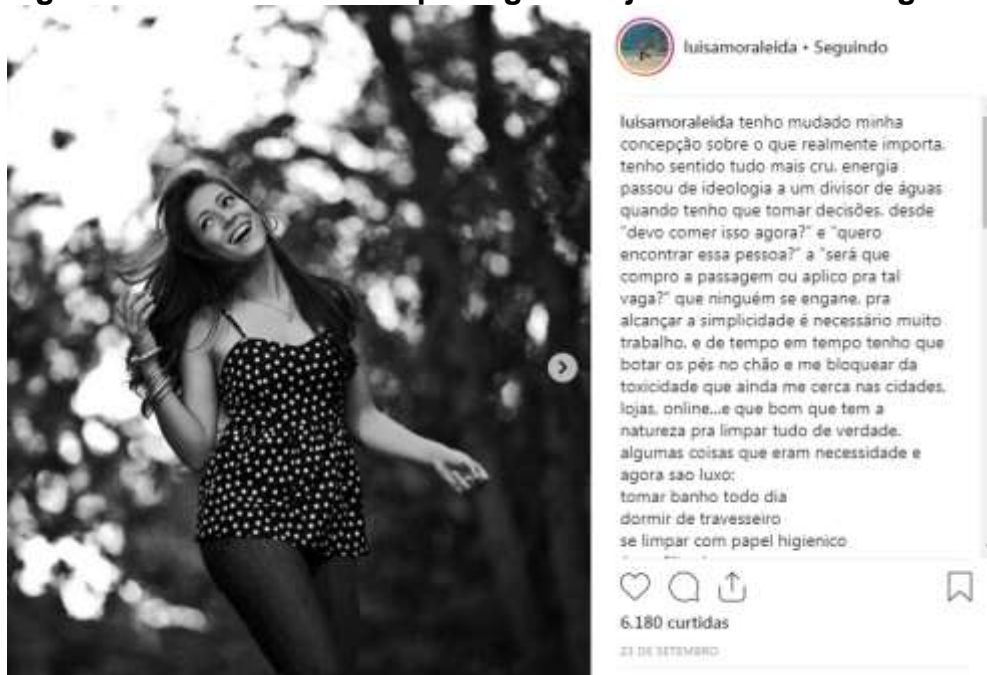 luisamoraleida • Seguindo
luisamoraleida tenho mudado minha
concepção sobre o que realmente importa.
tenho sentido tudo mais cru. energia
passou de ideologia a um divisor de águas
quando tenho que tomar decisões. desde
"devo comer isso agora?" e "quero
encontrar essa pessoa?" a "será que
compro a passagem ou aplico pra tal
vaga?" que ninguém se engane. pra
alcançar a simplicidade é necessário muito
trabalho. e de tempo em tempo tenho que
botar os pés no chão e me bloquear da
toxicidade que ainda me cerca nas cidades.
lojas. online...e que bom que tem a
natureza pra limpar tudo de verdade.
algumas coisas que eram necessidade e
agora sao luxo:
tomar banho todo dia
dormir de travesseiro
se limpar com papel higienico
6.180 curtidas
23 DE SETEMBRO